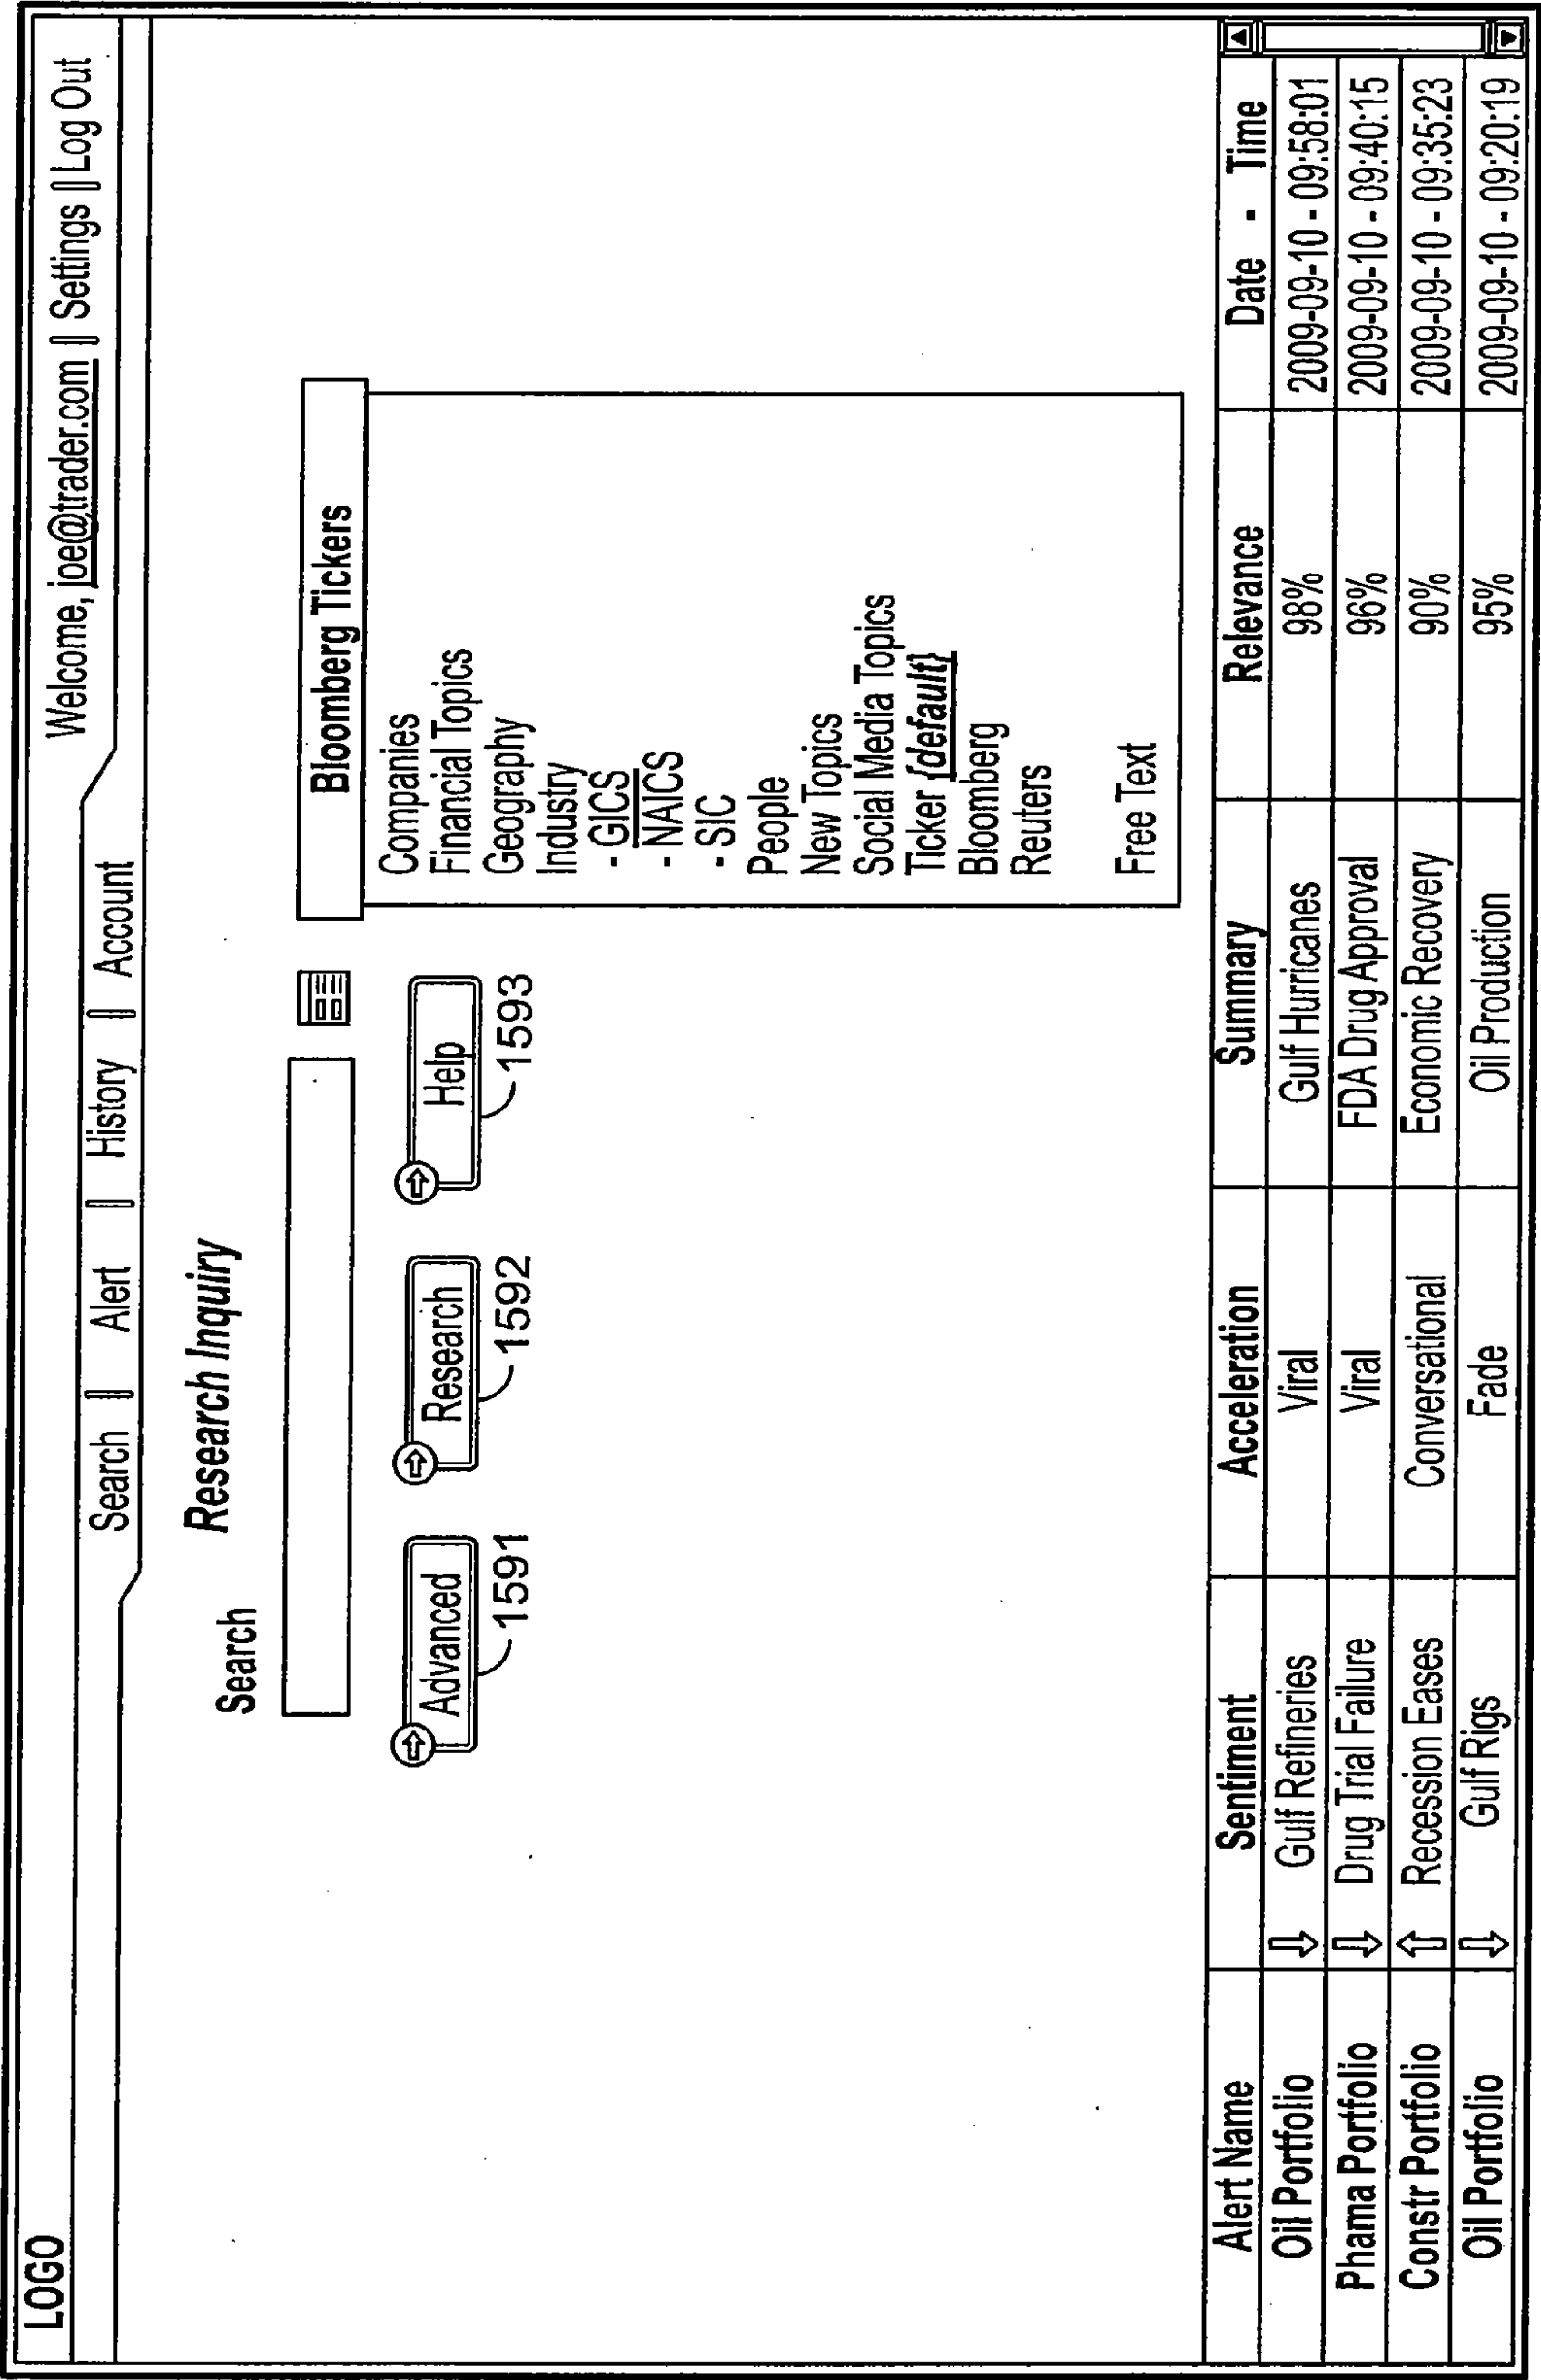 LOGO
Welcome, joe@trader.com || Settings || Log Out
Search || Alert || History || Account
Research Inquiry
Search
Bloomberg Tickers
Advanced
Research
Help
1591
1592
1593
Companies
Financial Topics
Geography
Industry
- GICS
- NAICS
- SIC
People
New Topics
Social Media Topics
Ticker {default}
Bloomberg
Reuters
Free Text
Alert Name Sentiment Acceleration Summary Relevance Date - Time
Oil Portfolio ⇩ Gulf Refineries Viral Gulf Hurricanes 98% 2009-09-10 - 09:58:01
Phama Portfolio ⇩ Drug Trial Failure Viral FDA Drug Approval 96% 2009-09-10 - 09:40:15
Constr Portfolio ⇧ Recession Eases Conversational Economic Recovery 90% 2009-09-10 - 09:35:23
Oil Portfolio ⇩ Gulf Rigs Fade Oil Production 95% 2009-09-10 - 09:20:19